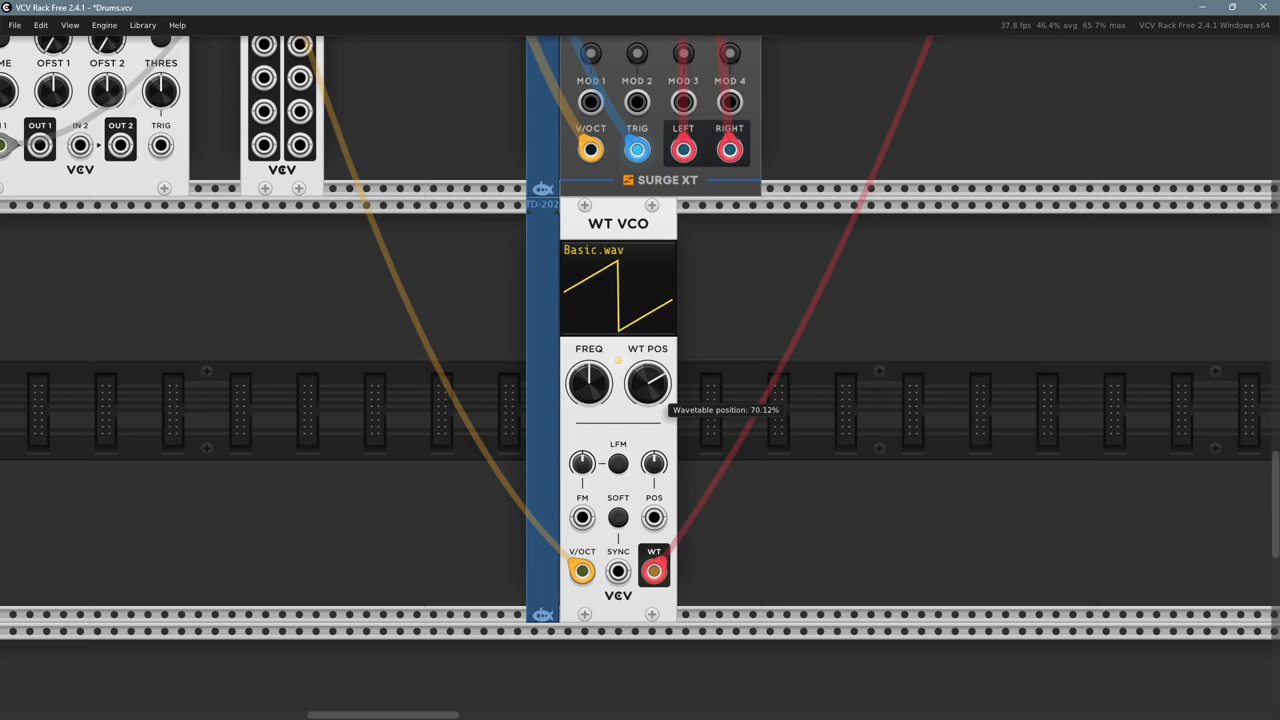 VCV Rack Free 2.4.1 - *Drums.vcv
File Edit View Engine Library Help
37.8 fps 46.4% avg 65.7% max VCV Rack Free 2.4.1 Windows x64
OFST 1 OFST 2 THRES
OUT 1 IN 2 OUT 2 TRIG
VCV
VCV
MOD 1 MOD 2 MOD 3 MOD 4
V/OCT TRIG LEFT RIGHT
SURGE XT
TD-202
WT VCO
Basic.wav
FREQ WT POS
Wavetable position: 70.12%
LFM
FM SOFT POS
V/OCT SYNC WT
VCV